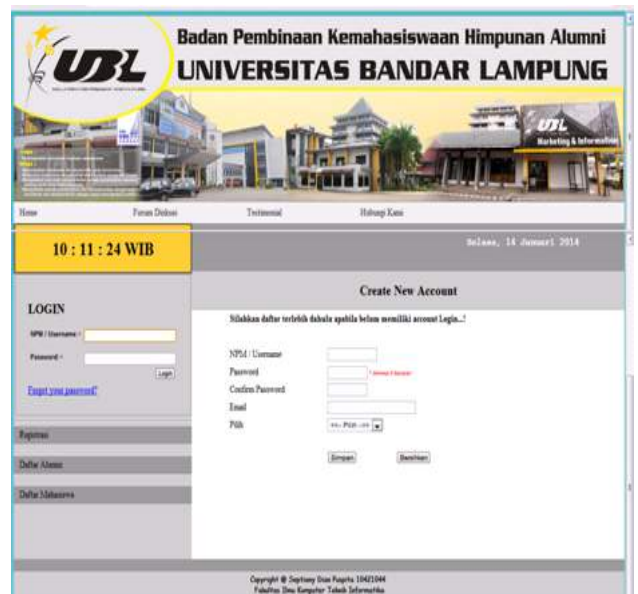 Badan Pembinaan Kemahasiswaan Himpunan Alumni
UBL
UNIVERSITAS BANDAR LAMPUNG
UBL
Marketing & Information
Home Forum Diskusi Testimonial Hubungi Kami
10 : 11 : 24 WIB
Selasa, 14 Januari 2014
Create New Account
LOGIN
Silahkan daftar terlebih dahulu apabila belum memiliki account Login...!
NPM / Username :
Password :
Login
Forgot your password?
NPM / Username
Password
Confirm Password
Email
Pilih
Simpan Bersihkan
Registrasi
Daftar Alumni
Daftar Mahasiswa
Copyright @ Septiany Dian Puspita 10421044
Fakultas Ilmu Komputer Teknik Informatika